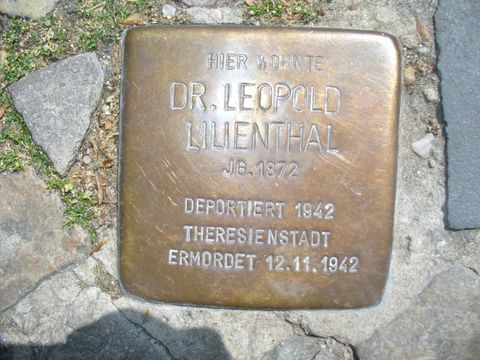 HIER WOHNTE
DR. LEOPOLD
LILIENTHAL
JG. 1872
DEPORTIERT 1942
THERESIENSTADT
ERMORDET 12.11.1942